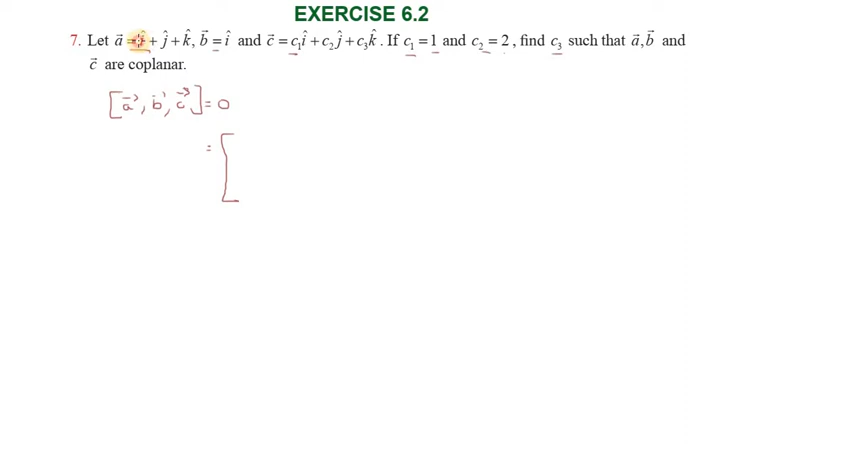 EXERCISE 6.2
7. Let a⃗ = î + ĵ + k̂, b⃗ = î and c⃗ = c₁î + c₂ĵ + c₃k̂. If c₁ = 1 and c₂ = 2, find c₃ such that a⃗, b⃗ and
c⃗ are coplanar.
[a⃗, b⃗, c⃗] = 0
= [